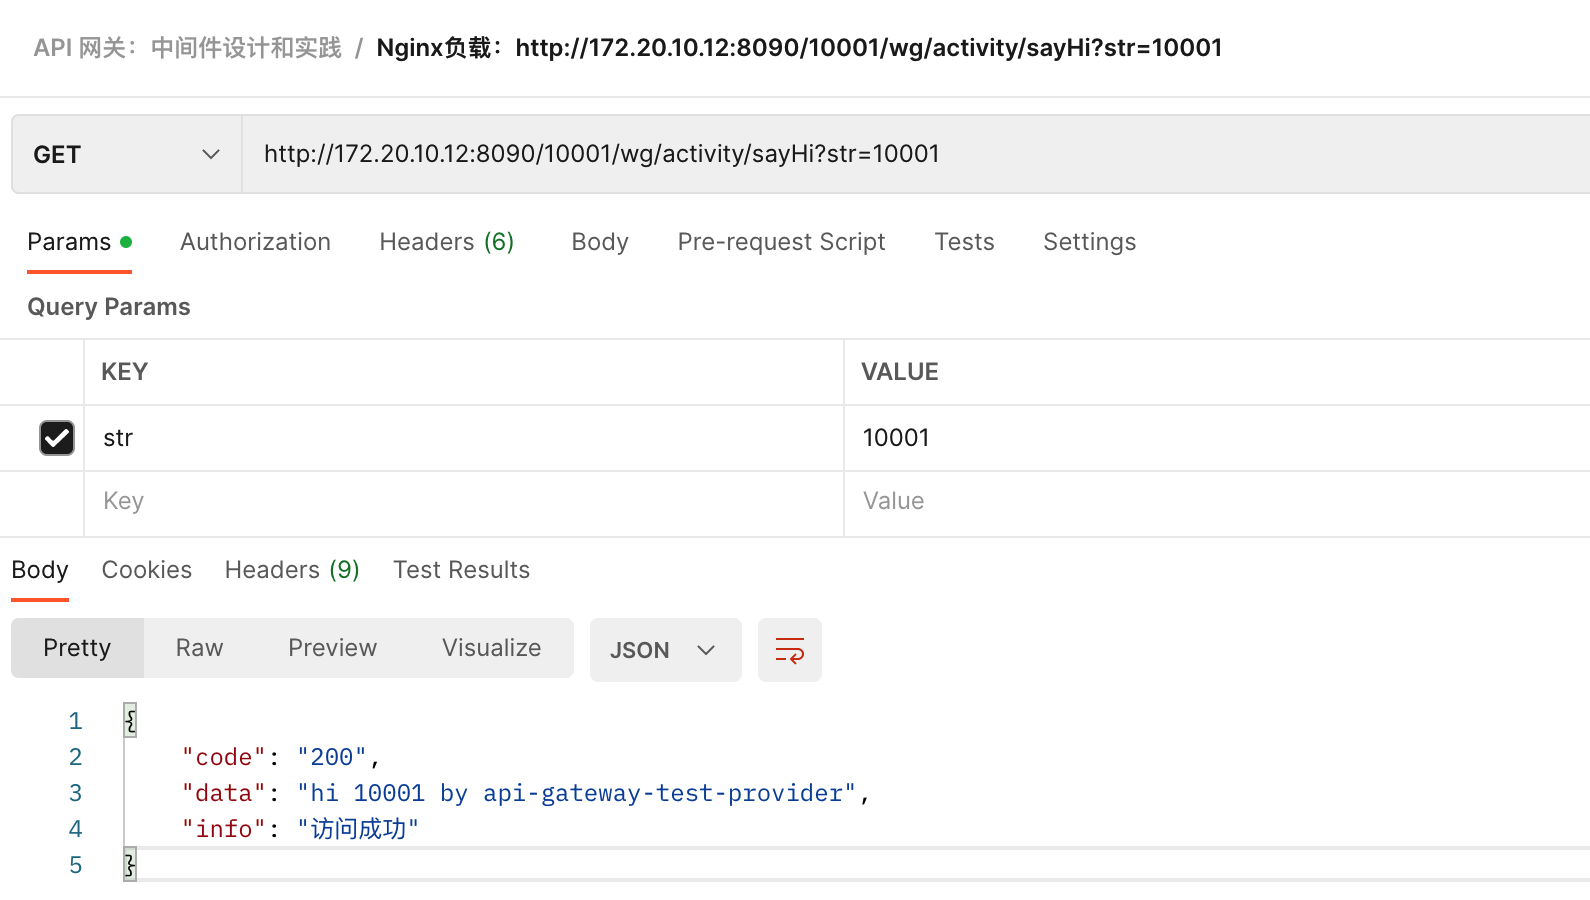 API 网关：中间件设计和实践 / Nginx负载：http://172.20.10.12:8090/10001/wg/activity/sayHi?str=10001
GET http://172.20.10.12:8090/10001/wg/activity/sayHi?str=10001
Params Authorization Headers (6) Body Pre-request Script Tests Settings
Query Params
KEY VALUE
str 10001
Key Value
Body Cookies Headers (9) Test Results
Pretty Raw Preview Visualize JSON
1 {
2 "code": "200",
3 "data": "hi 10001 by api-gateway-test-provider",
4 "info": "访问成功"
5 }